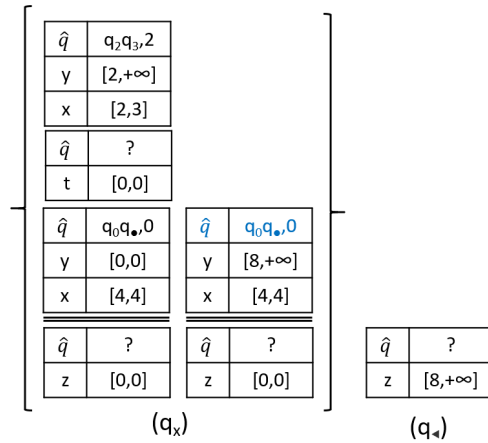 q̂ q₂q₃,2
y [2,+∞]
x [2,3]
q̂ ?
t [0,0]
q̂ q₀q●,0 q̂ q₀q●,0
y [0,0] y [8,+∞]
x [4,4] x [4,4]
q̂ ? q̂ ? q̂ ?
z [0,0] z [0,0] z [8,+∞]
(qₓ) (q◂)